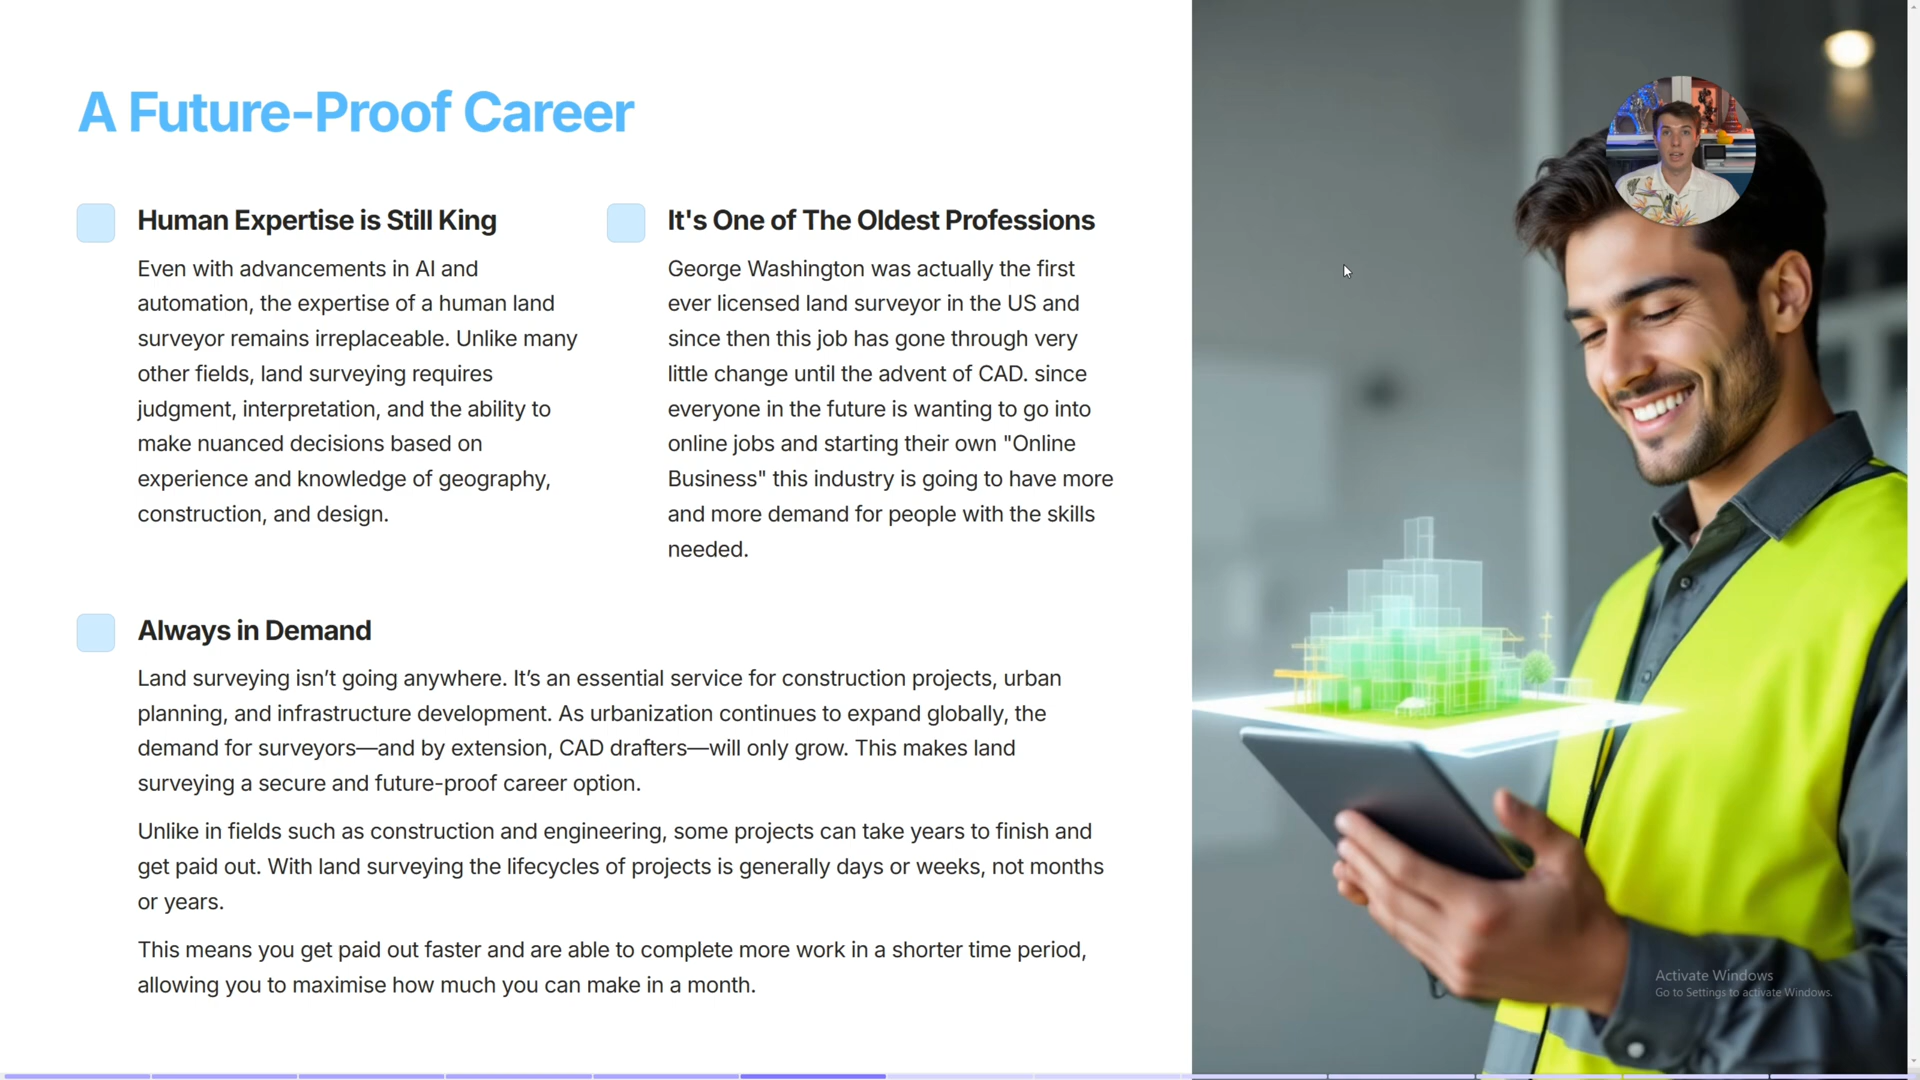 A Future-Proof Career
Human Expertise is Still King
Even with advancements in AI and
automation, the expertise of a human land
surveyor remains irreplaceable. Unlike many
other fields, land surveying requires
judgment, interpretation, and the ability to
make nuanced decisions based on
experience and knowledge of geography,
construction, and design.
It's One of The Oldest Professions
George Washington was actually the first
ever licensed land surveyor in the US and
since then this job has gone through very
little change until the advent of CAD. since
everyone in the future is wanting to go into
online jobs and starting their own "Online
Business" this industry is going to have more
and more demand for people with the skills
needed.
Always in Demand
Land surveying isn’t going anywhere. It’s an essential service for construction projects, urban
planning, and infrastructure development. As urbanization continues to expand globally, the
demand for surveyors—and by extension, CAD drafters—will only grow. This makes land
surveying a secure and future-proof career option.
Unlike in fields such as construction and engineering, some projects can take years to finish and
get paid out. With land surveying the lifecycles of projects is generally days or weeks, not months
or years.
This means you get paid out faster and are able to complete more work in a shorter time period,
allowing you to maximise how much you can make in a month.
Activate Windows
Go to Settings to activate Windows.